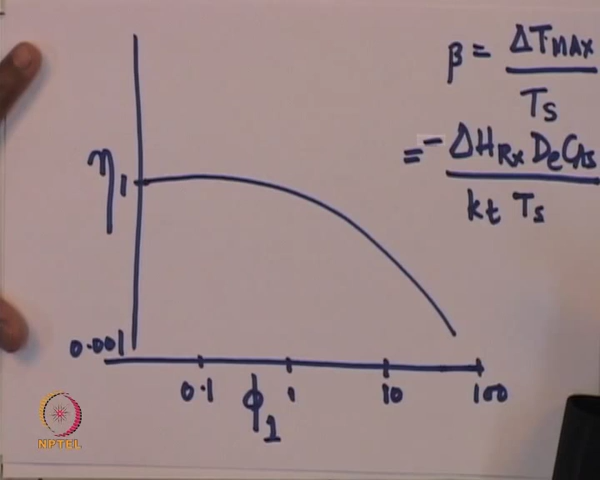 β = ΔTMAX / Ts
= -ΔHRx De CAs / kt Ts
η
1
0.001
0.1 1 10 100
ϕ1
NPTEL